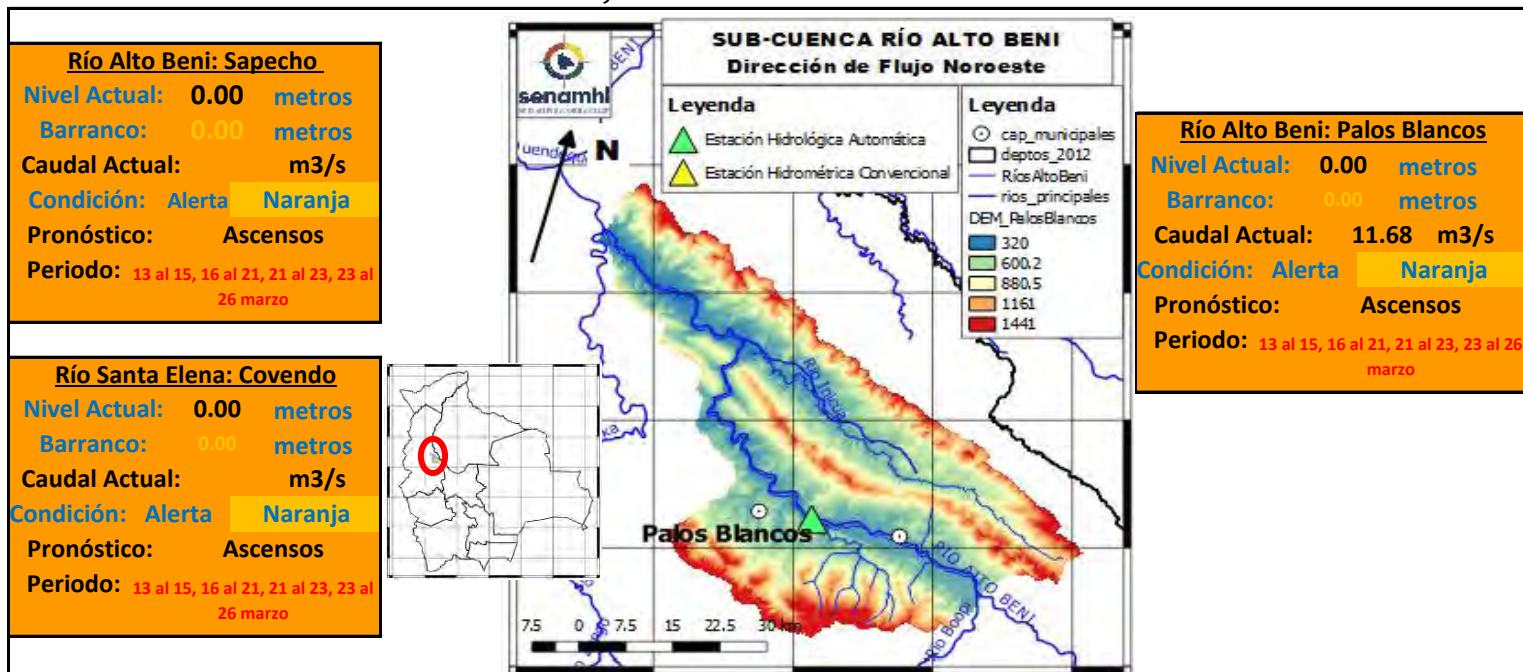 Río Alto Beni: Sapecho
Nivel Actual: 0.00 metros
Barranco: 0.00 metros
Caudal Actual: m3/s
Condición: Alerta Naranja
Pronóstico: Ascensos
Periodo: 13 al 15, 16 al 21, 21 al 23, 23 al
26 marzo
Río Santa Elena: Covendo
Nivel Actual: 0.00 metros
Barranco: 0.00 metros
Caudal Actual: m3/s
Condición: Alerta Naranja
Pronóstico: Ascensos
Periodo: 13 al 15, 16 al 21, 21 al 23, 23 al
26 marzo
senamhi
SUB-CUENCA RÍO ALTO BENI
Dirección de Flujo Noroeste
Leyenda
Estación Hidrológica Automática
Estación Hidrométrica Convencional
Leyenda
cap_municipales
deptos_2012
RíosAltoBeni
rios_principales
DEM_PalosBlancos
320
600.2
880.5
1161
1441
BENI
N
Río Inicua
Palos Blancos
RÍO ALTO BENI
Río Boopi
7.5 0 7.5 15 22.5 30 km
Río Alto Beni: Palos Blancos
Nivel Actual: 0.00 metros
Barranco: 0.00 metros
Caudal Actual: 11.68 m3/s
Condición: Alerta Naranja
Pronóstico: Ascensos
Periodo: 13 al 15, 16 al 21, 21 al 23, 23 al 26
marzo